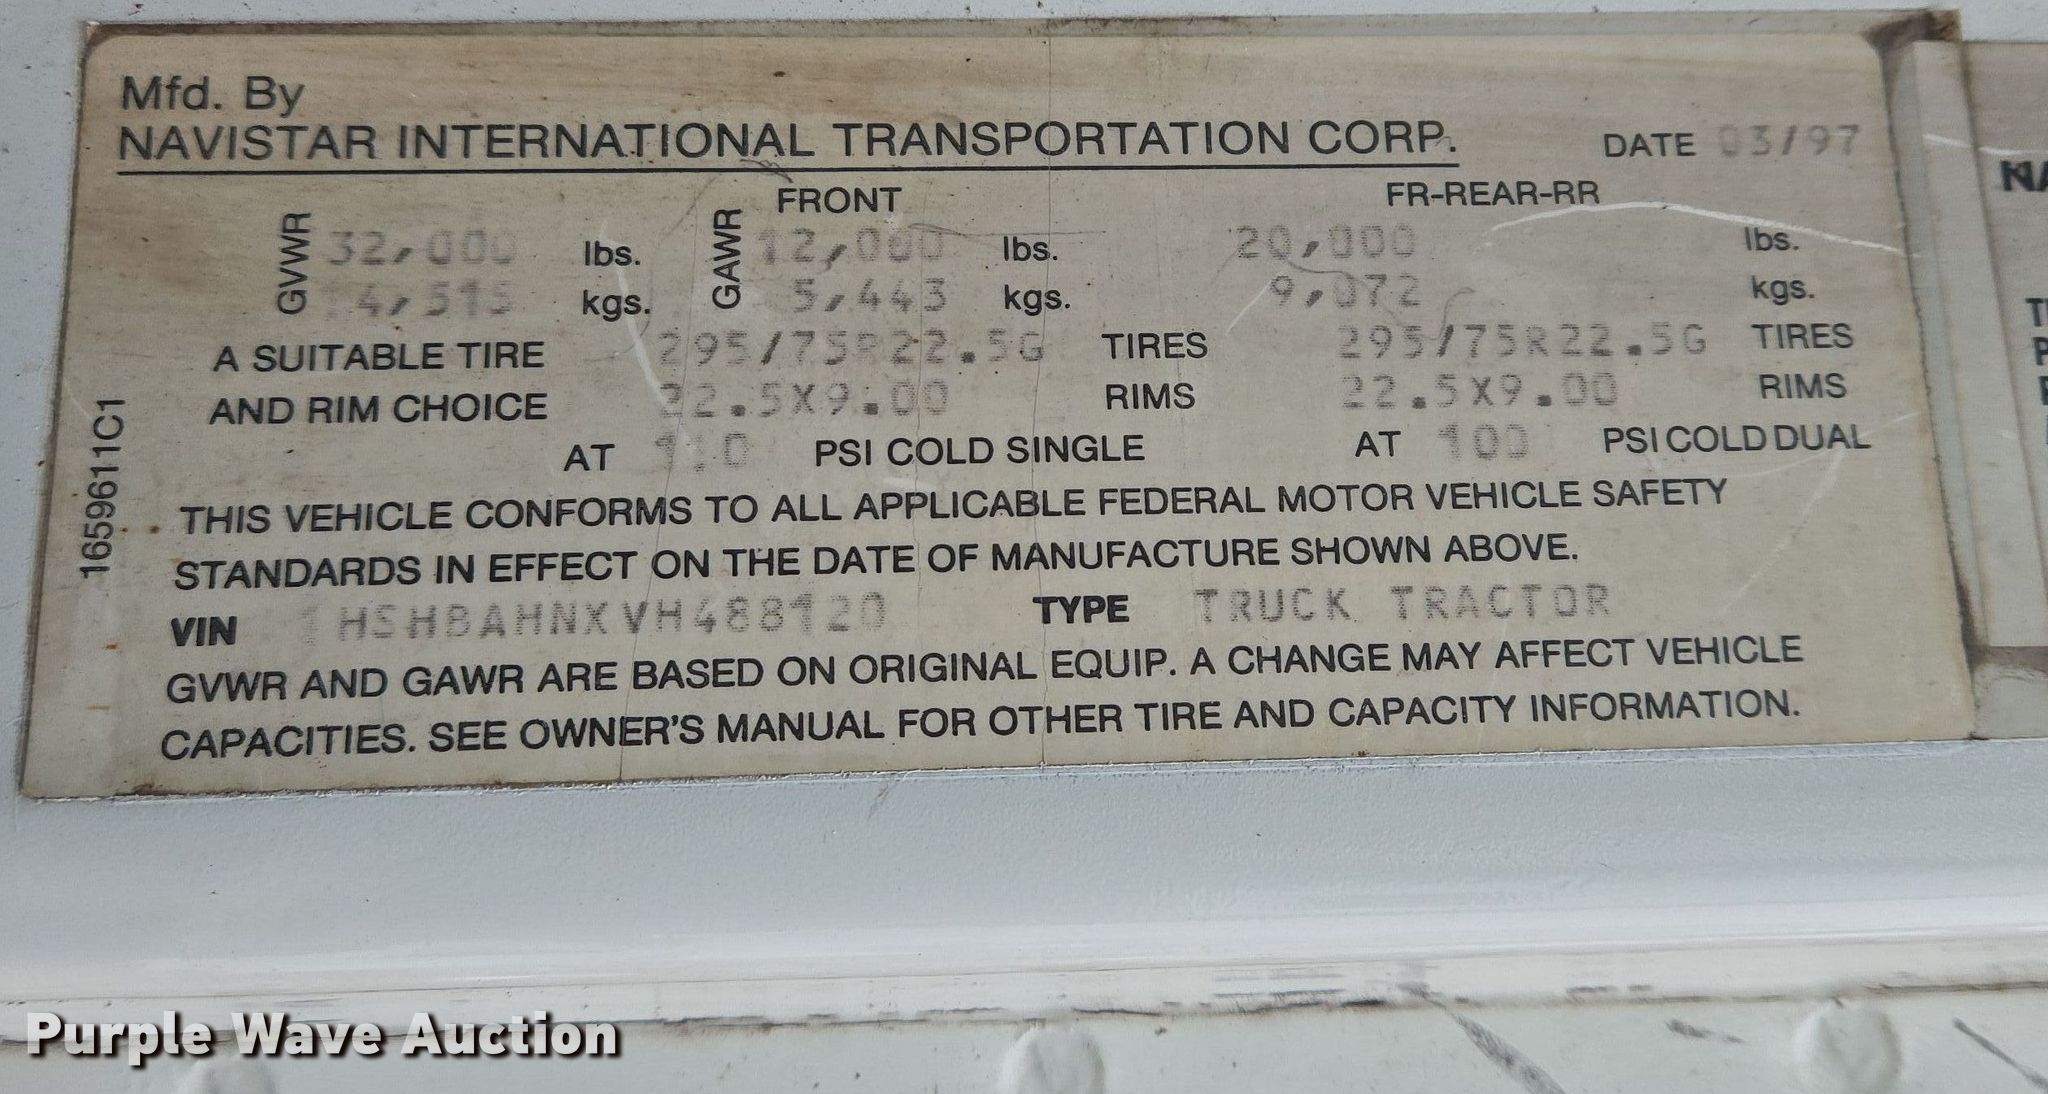 Mfd. By
NAVISTAR INTERNATIONAL TRANSPORTATION CORP. DATE 03/97
FRONT FR-REAR-RR
GVWR 32,000 lbs. GAWR 12,000 lbs. 20,000 lbs.
14,515 kgs. 5,443 kgs. 9,072 kgs.
A SUITABLE TIRE 295/75R22.5G TIRES 295/75R22.5G TIRES
AND RIM CHOICE 22.5X9.00 RIMS 22.5X9.00 RIMS
AT PSI COLD SINGLE AT 100 PSI COLD DUAL
THIS VEHICLE CONFORMS TO ALL APPLICABLE FEDERAL MOTOR VEHICLE SAFETY
STANDARDS IN EFFECT ON THE DATE OF MANUFACTURE SHOWN ABOVE.
VIN 1HSHBAHNXVH488120 TYPE TRUCK TRACTOR
GVWR AND GAWR ARE BASED ON ORIGINAL EQUIP. A CHANGE MAY AFFECT VEHICLE
CAPACITIES. SEE OWNER'S MANUAL FOR OTHER TIRE AND CAPACITY INFORMATION.
1659611C1
Purple Wave Auction